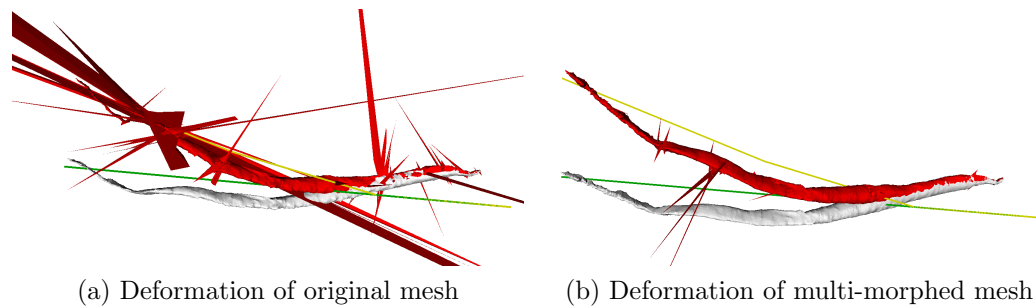 (a) Deformation of original mesh
(b) Deformation of multi-morphed mesh